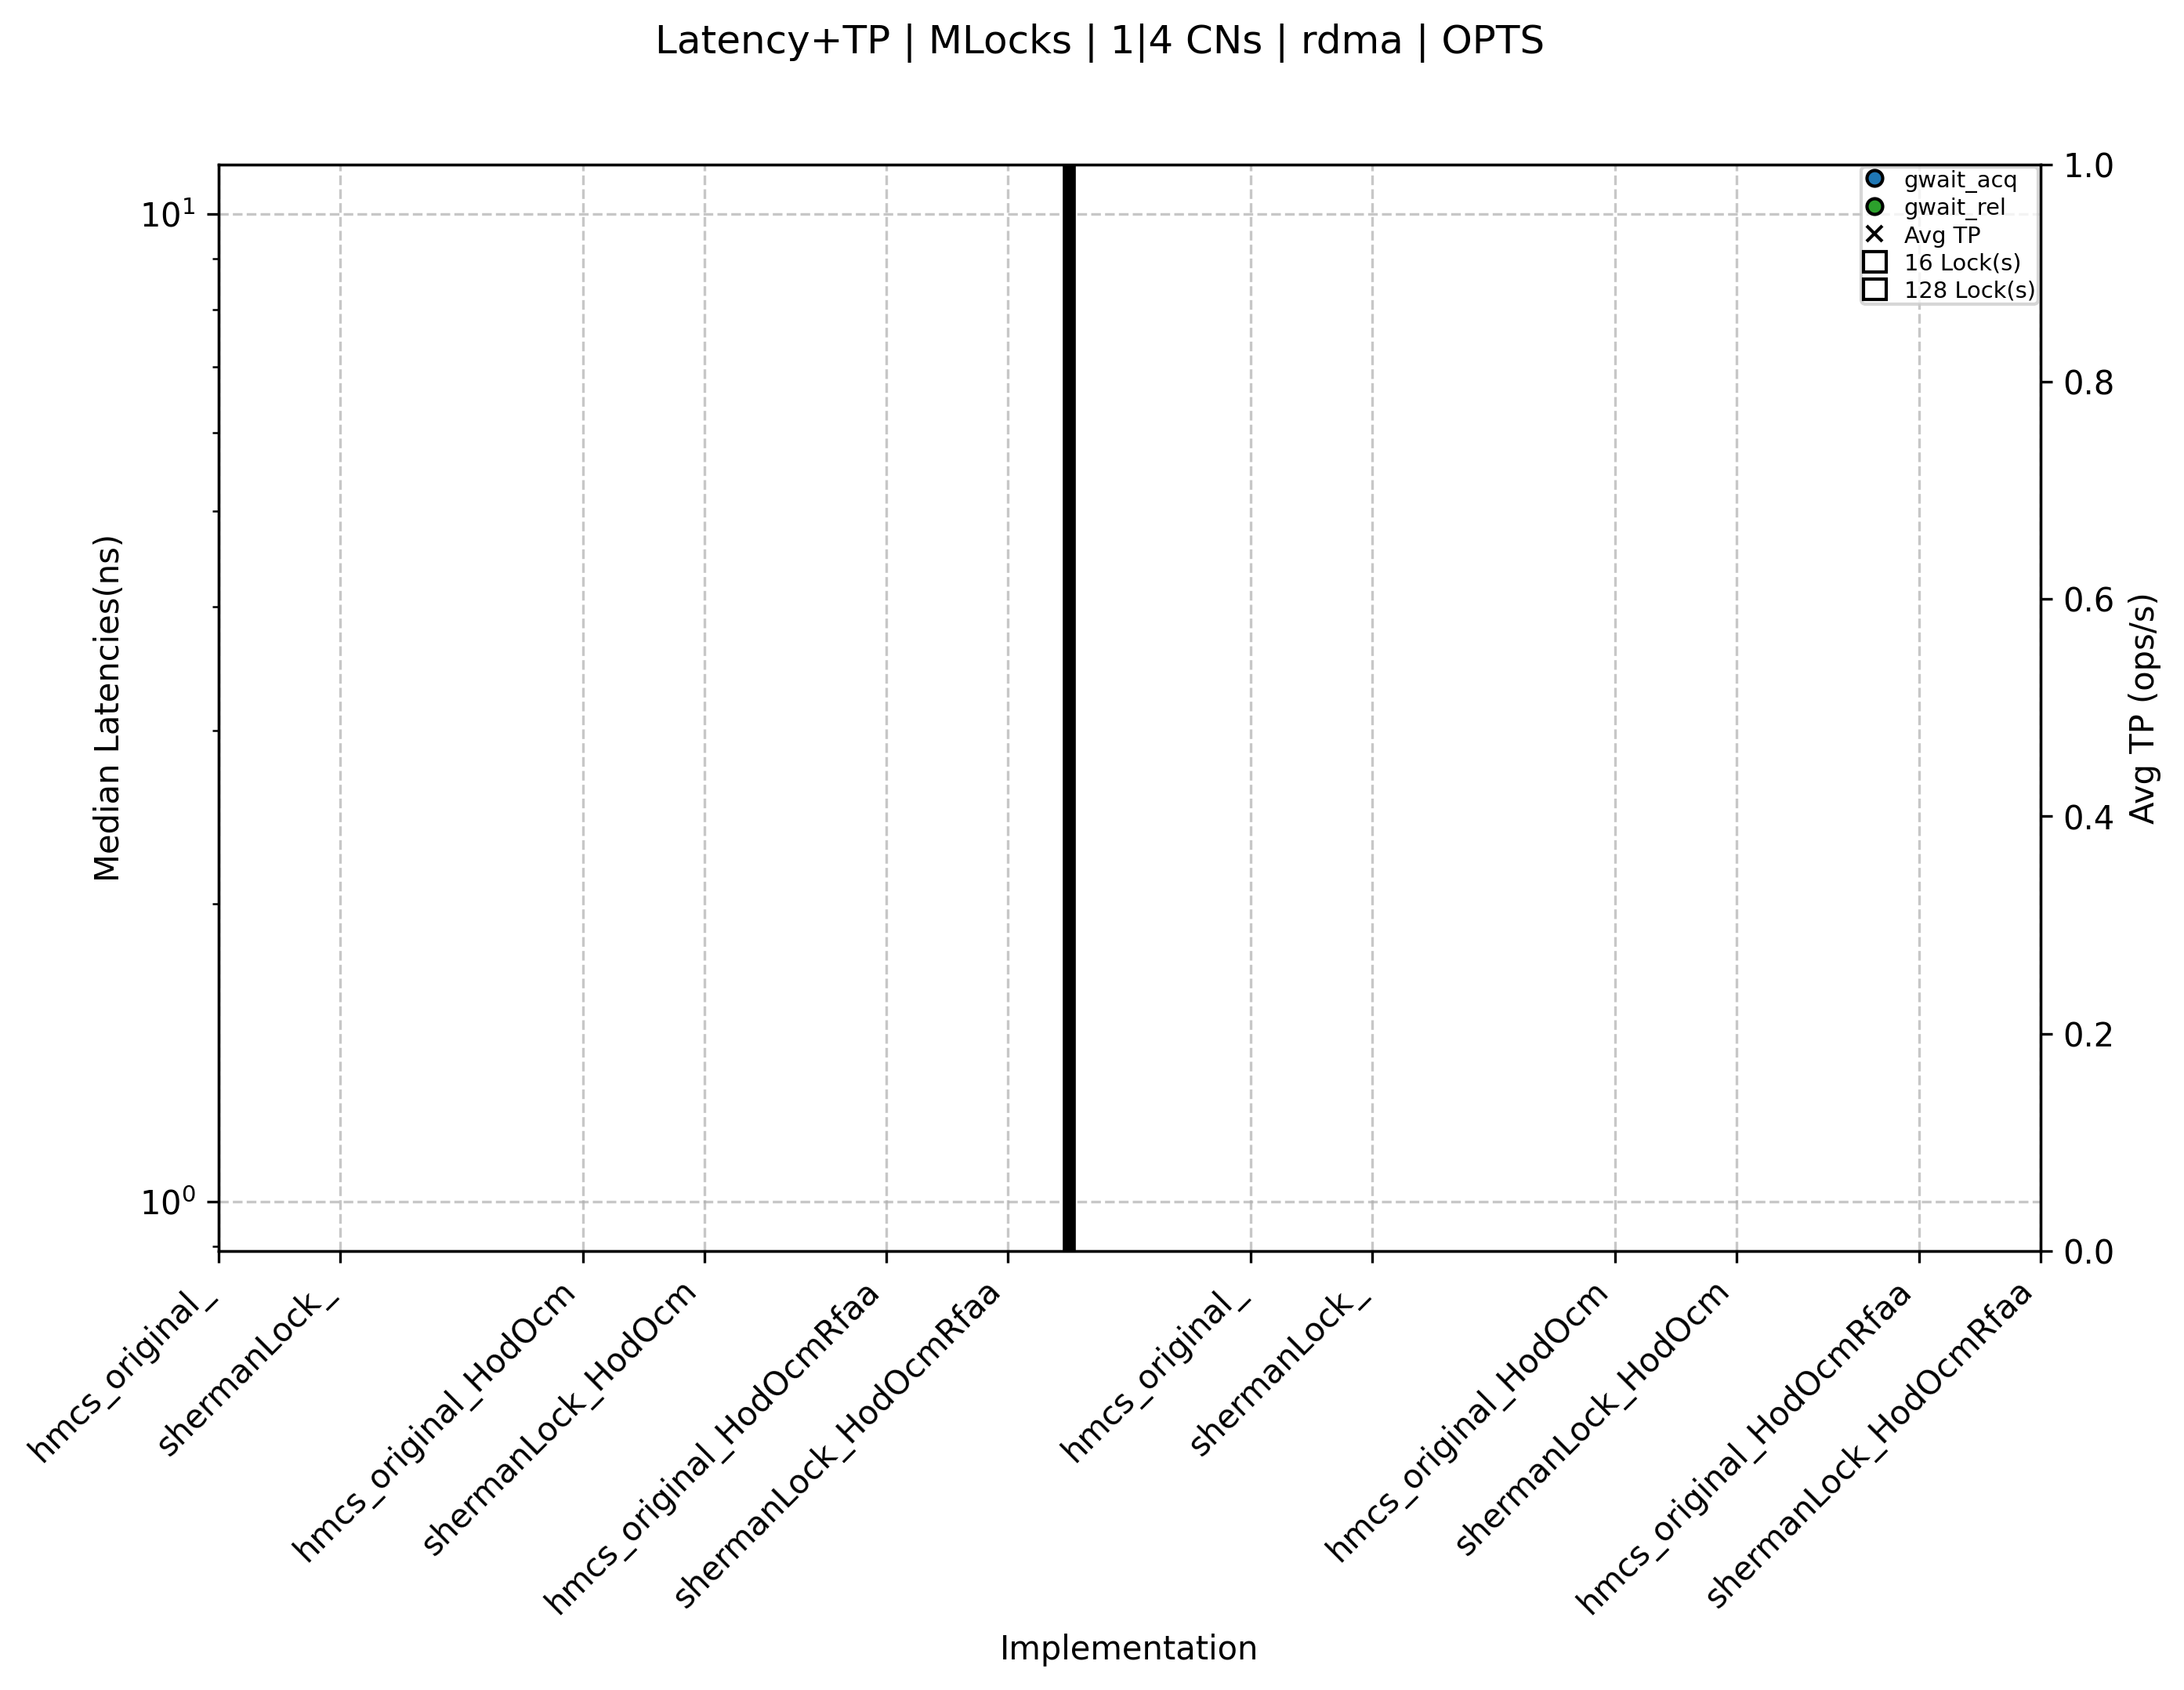 Latency+TP | MLocks | 1|4 CNs | rdma | OPTS
10¹
10⁰
Median Latencies(ns)
gwait_acq
gwait_rel
Avg TP
16 Lock(s)
128 Lock(s)
1.0
0.8
0.6
0.4
0.2
0.0
Avg TP (ops/s)
hmcs_original_
shermanLock_
hmcs_original_HodOcm
shermanLock_HodOcm
hmcs_original_HodOcmRfaa
shermanLock_HodOcmRfaa
hmcs_original_
shermanLock_
hmcs_original_HodOcm
shermanLock_HodOcm
hmcs_original_HodOcmRfaa
shermanLock_HodOcmRfaa
Implementation